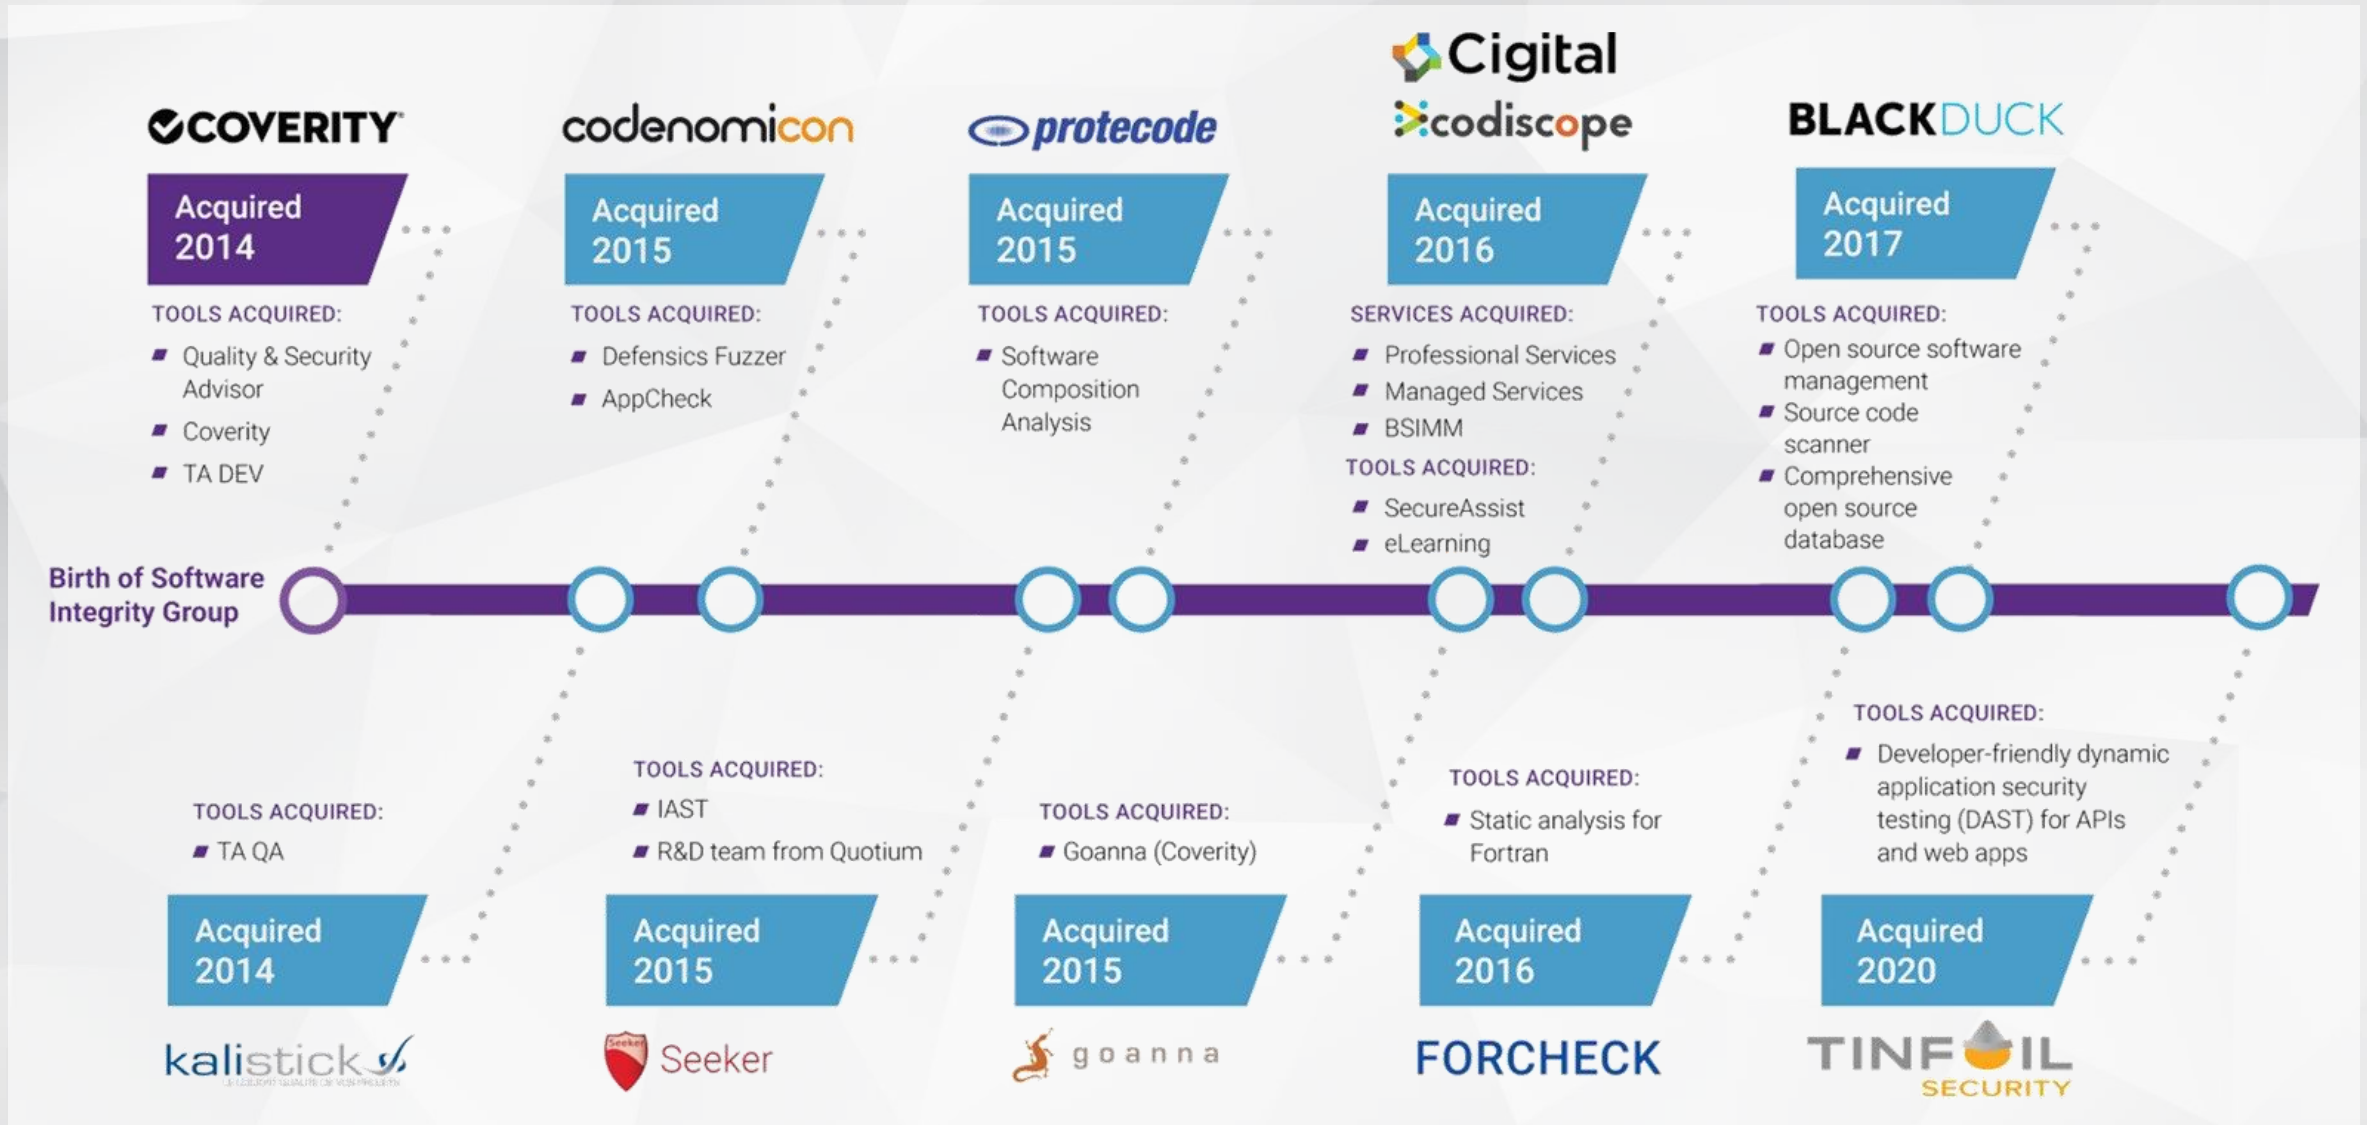 COVERITY
Acquired
2014
TOOLS ACQUIRED:
Quality & Security
Advisor
Coverity
TA DEV
codenomicon
Acquired
2015
TOOLS ACQUIRED:
Defensics Fuzzer
AppCheck
protecode
Acquired
2015
TOOLS ACQUIRED:
Software
Composition
Analysis
Cigital
codiscope
Acquired
2016
SERVICES ACQUIRED:
Professional Services
Managed Services
BSIMM
TOOLS ACQUIRED:
SecureAssist
eLearning
BLACKDUCK
Acquired
2017
TOOLS ACQUIRED:
Open source software
management
Source code
scanner
Comprehensive
open source
database
Birth of Software
Integrity Group
TOOLS ACQUIRED:
TA QA
Acquired
2014
kalistick
TOOLS ACQUIRED:
IAST
R&D team from Quotium
Acquired
2015
Seeker
Seeker
TOOLS ACQUIRED:
Goanna (Coverity)
Acquired
2015
goanna
TOOLS ACQUIRED:
Static analysis for
Fortran
Acquired
2016
FORCHECK
TOOLS ACQUIRED:
Developer-friendly dynamic
application security
testing (DAST) for APIs
and web apps
Acquired
2020
TINFOIL
SECURITY